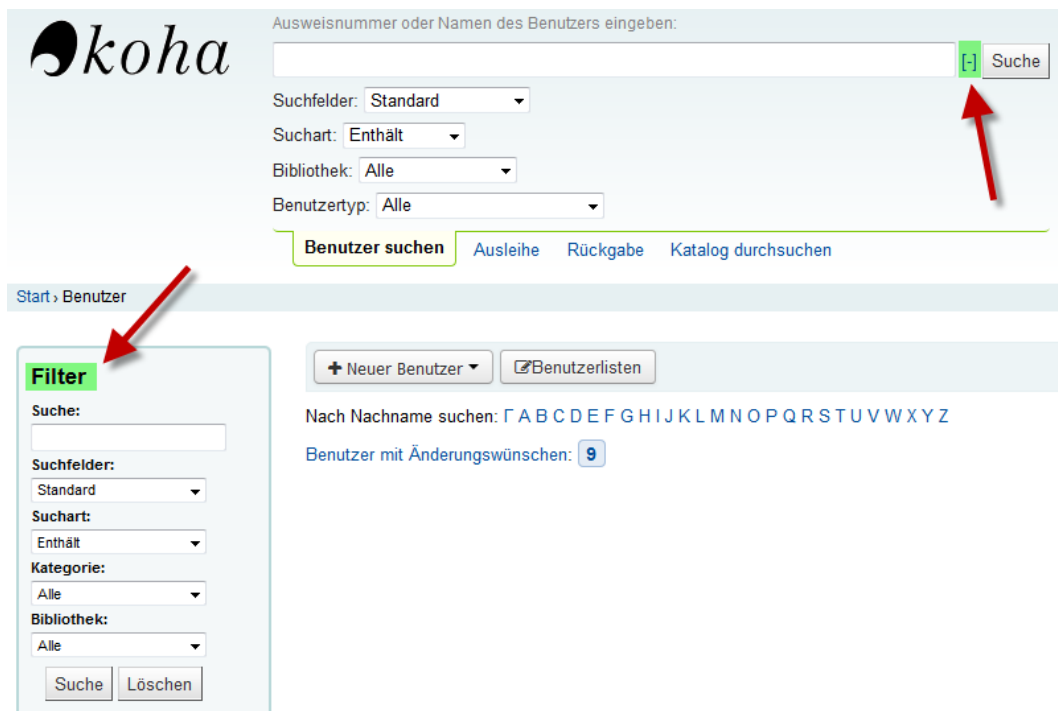 koha
Ausweisnummer oder Namen des Benutzers eingeben:
[-] Suche
Suchfelder: Standard
Suchart: Enthält
Bibliothek: Alle
Benutzertyp: Alle
Benutzer suchen Ausleihe Rückgabe Katalog durchsuchen
Start › Benutzer
Filter
Suche:
Suchfelder:
Standard
Suchart:
Enthält
Kategorie:
Alle
Bibliothek:
Alle
Suche Löschen
+ Neuer Benutzer Benutzerlisten
Nach Nachname suchen: Γ A B C D E F G H I J K L M N O P Q R S T U V W X Y Z
Benutzer mit Änderungswünschen: 9